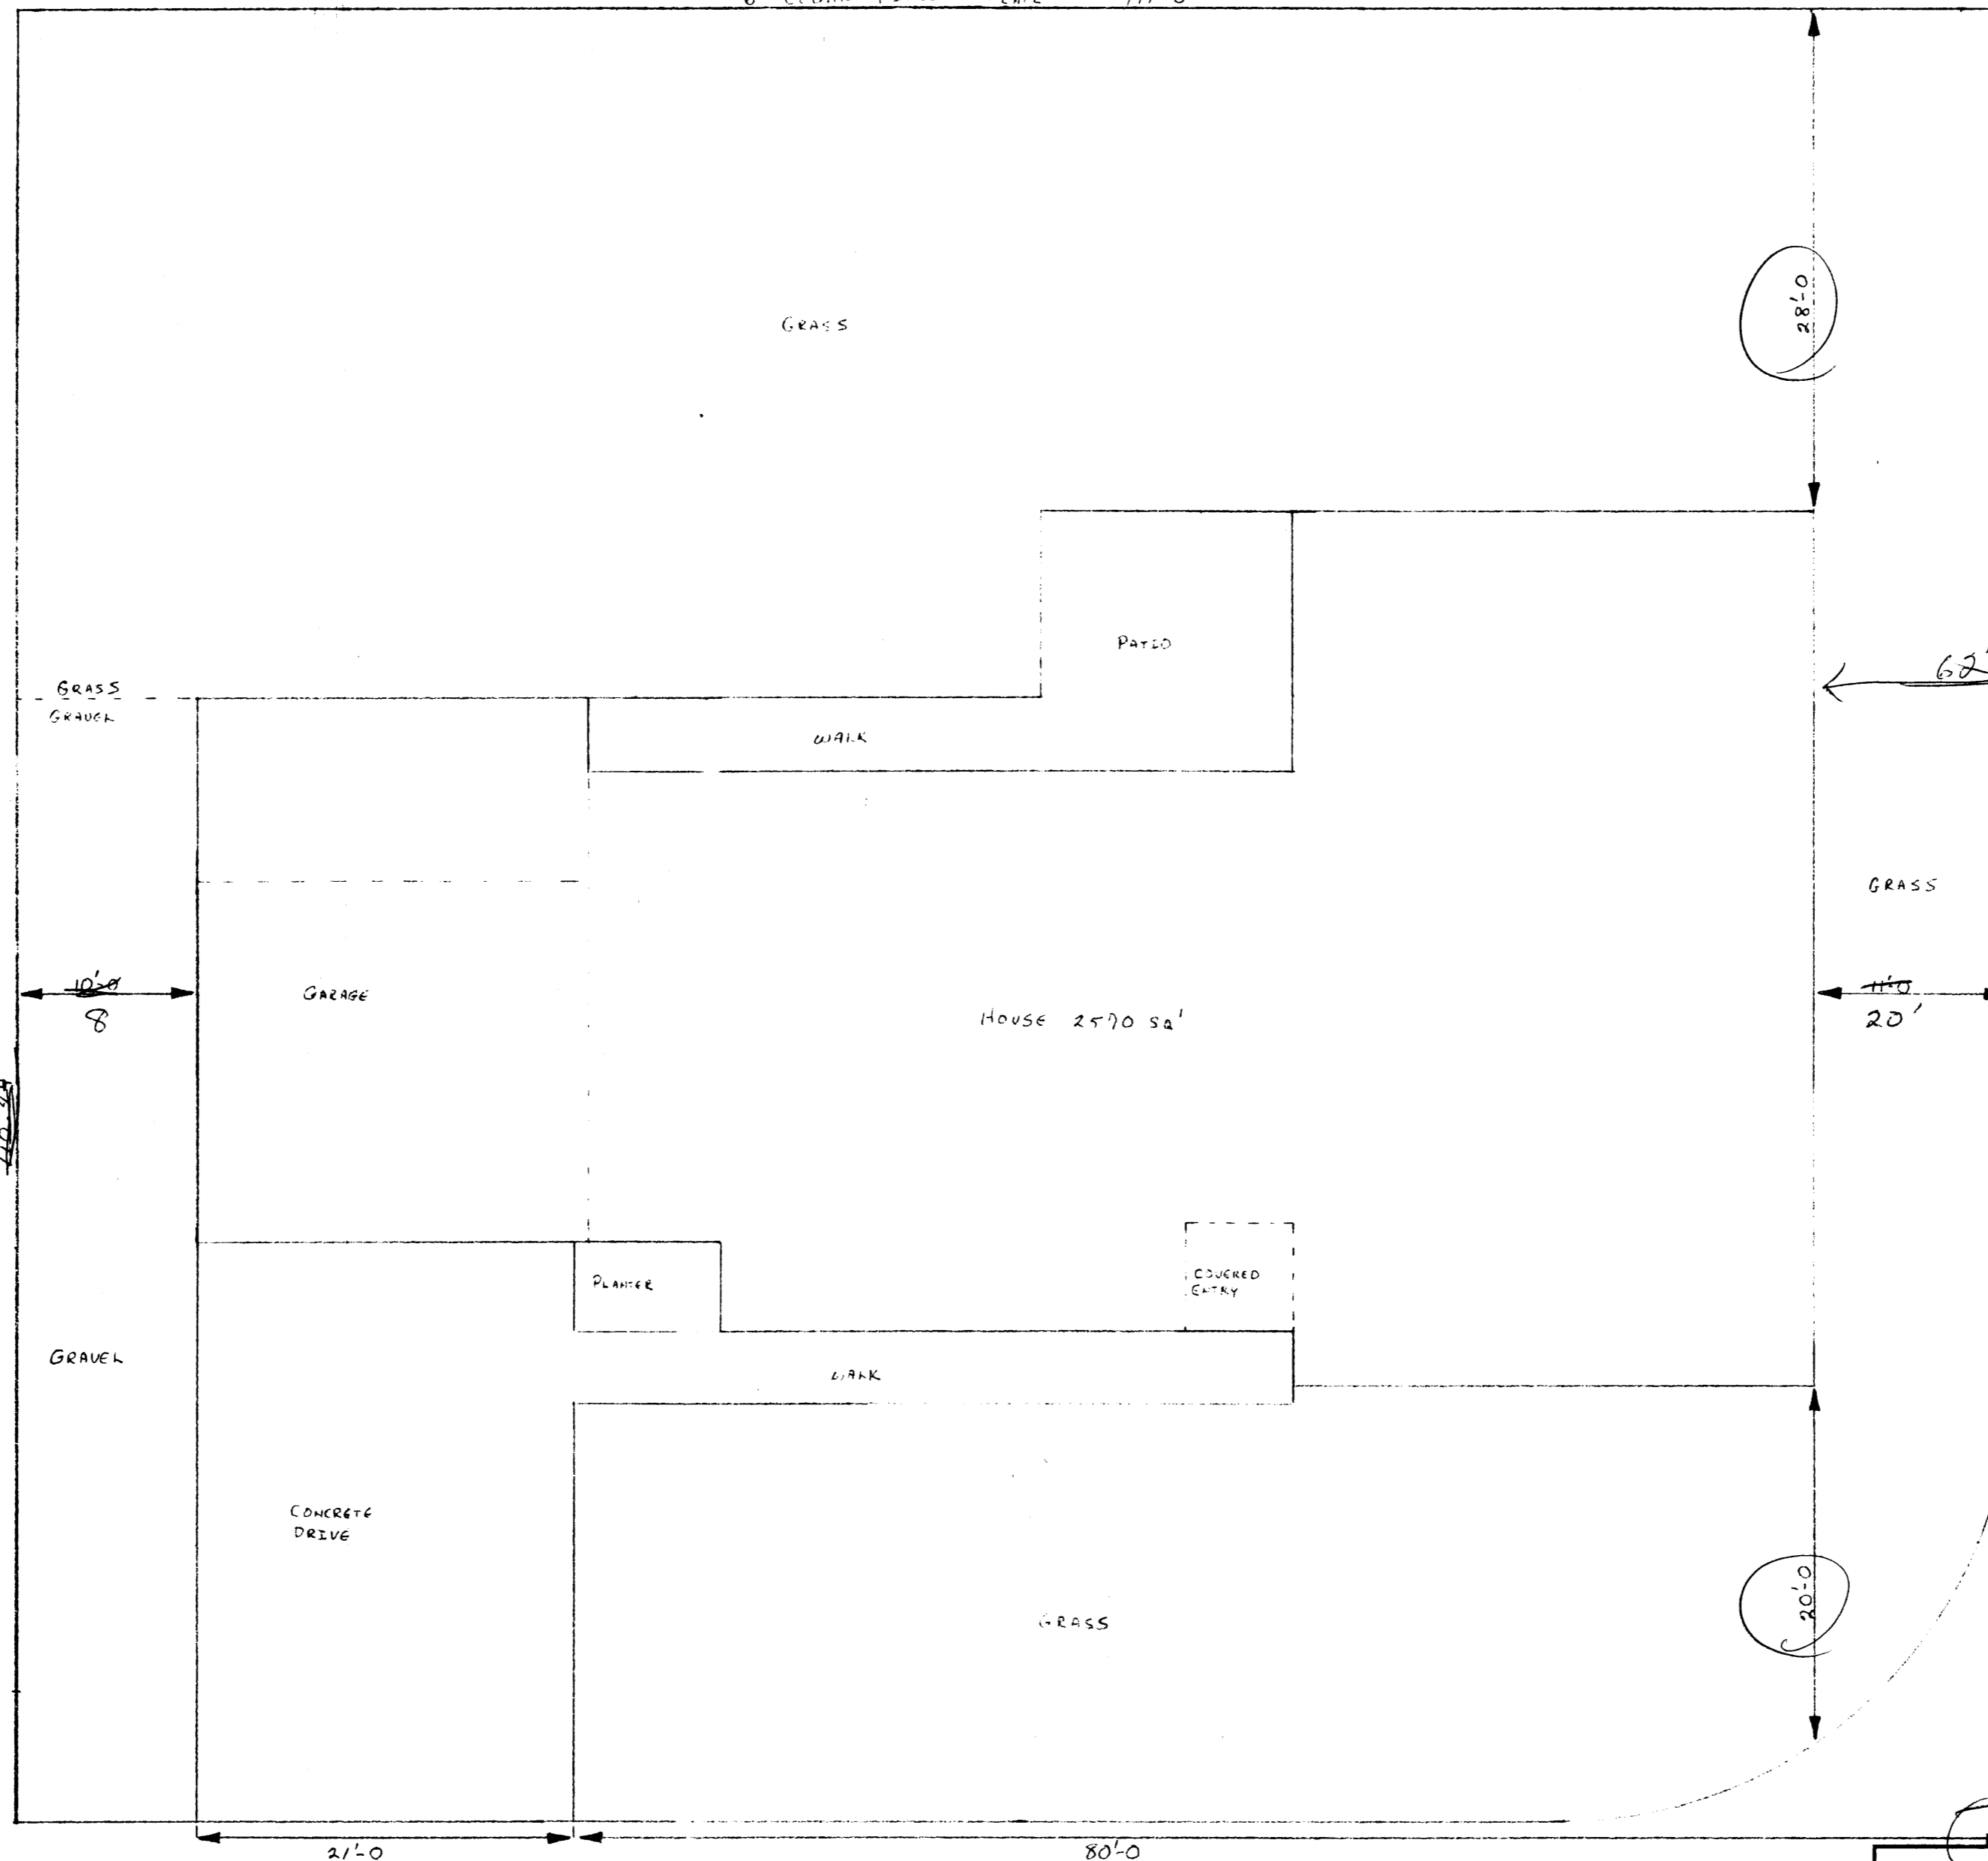 28'-0
GRASS
PATIO
62'
GRASS
GRAVEL
WALK
GRASS
10'-0
8
GARAGE
HOUSE 2570 SQ'
11'-0
20'
PLANTER
COVERED
ENTRY
GRAVEL
WALK
CONCRETE
DRIVE
20'-0
GRASS
21'-0
80'-0